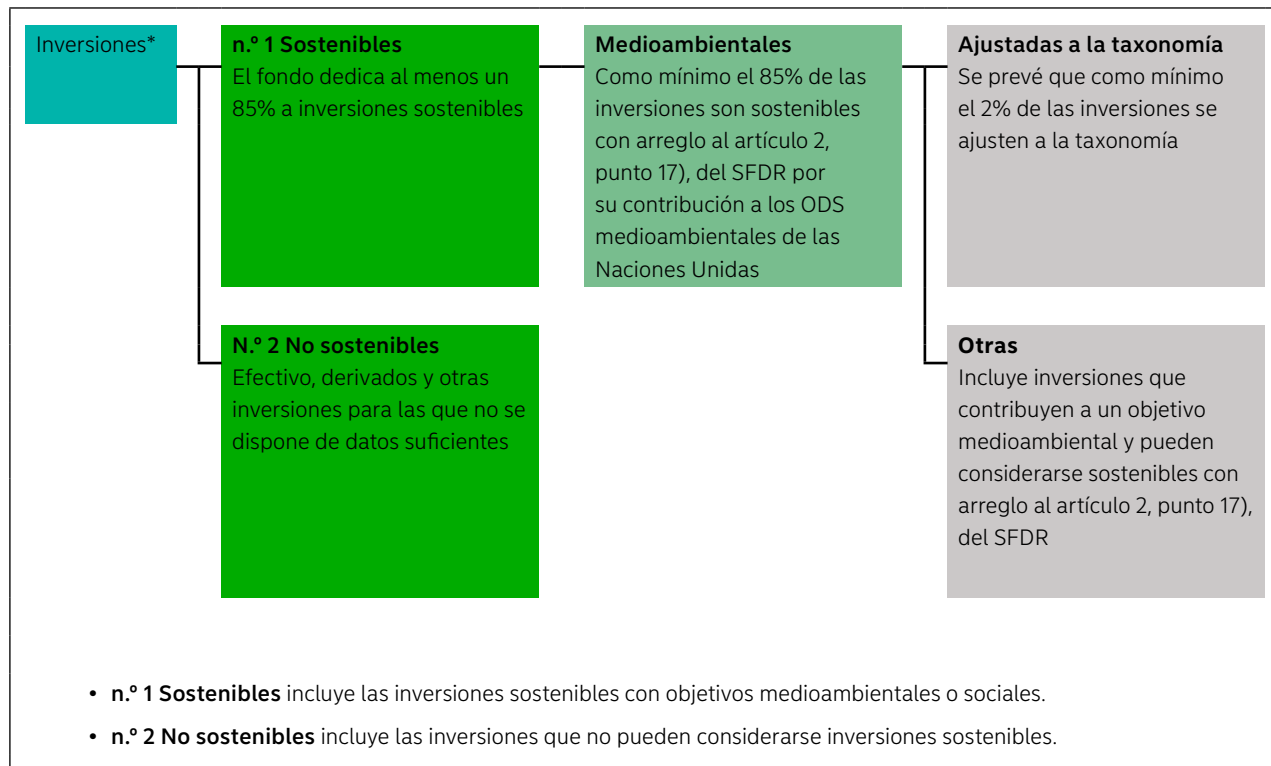 Inversiones*
n.º 1 Sostenibles
El fondo dedica al menos un
85% a inversiones sostenibles
Medioambientales
Como mínimo el 85% de las
inversiones son sostenibles
con arreglo al artículo 2,
punto 17), del SFDR por
su contribución a los ODS
medioambientales de las
Naciones Unidas
Ajustadas a la taxonomía
Se prevé que como mínimo
el 2% de las inversiones se
ajusten a la taxonomía
N.º 2 No sostenibles
Efectivo, derivados y otras
inversiones para las que no se
dispone de datos suficientes
Otras
Incluye inversiones que
contribuyen a un objetivo
medioambiental y pueden
considerarse sostenibles con
arreglo al artículo 2, punto 17),
del SFDR
• n.º 1 Sostenibles incluye las inversiones sostenibles con objetivos medioambientales o sociales.
• n.º 2 No sostenibles incluye las inversiones que no pueden considerarse inversiones sostenibles.